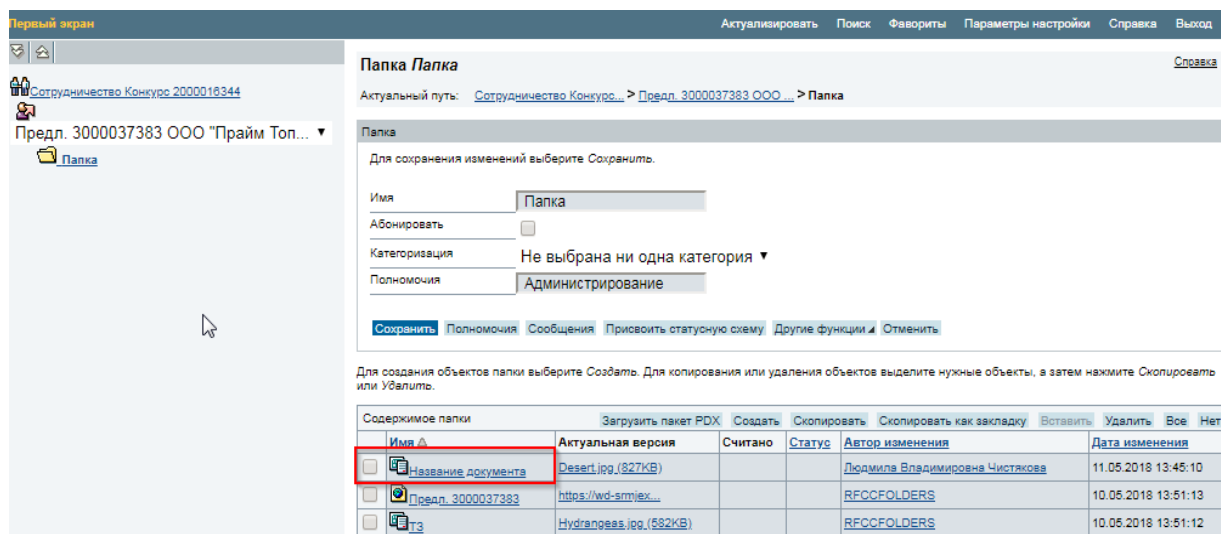 Первый экран
Актуализировать Поиск Фавориты Параметры настройки Справка Выход
Сотрудничество Конкурс 2000016344
Предл. 3000037383 ООО "Прайм Топ... ▼
Папка
Папка Папка
Справка
Актуальный путь: Сотрудничество Конкурс... > Предл. 3000037383 ООО ... > Папка
Папка
Для сохранения изменений выберите Сохранить.
Имя Папка
Абонировать
Категоризация Не выбрана ни одна категория ▼
Полномочия Администрирование
Сохранить Полномочия Сообщения Присвоить статусную схему Другие функции Отменить
Для создания объектов папки выберите Создать. Для копирования или удаления объектов выделите нужные объекты, а затем нажмите Скопировать
или Удалить.
Содержимое папки Загрузить пакет PDX Создать Скопировать Скопировать как закладку Вставить Удалить Все Нет
Имя Актуальная версия Считано Статус Автор изменения Дата изменения
Название документа Desert.jpg (827KB) Людмила Владимировна Чистякова 11.05.2018 13:45:10
Предл. 3000037383 https://wd-srmjex... RFCCFOLDERS 10.05.2018 13:51:13
ТЗ Hydrangeas.jpg (582KB) RFCCFOLDERS 10.05.2018 13:51:12